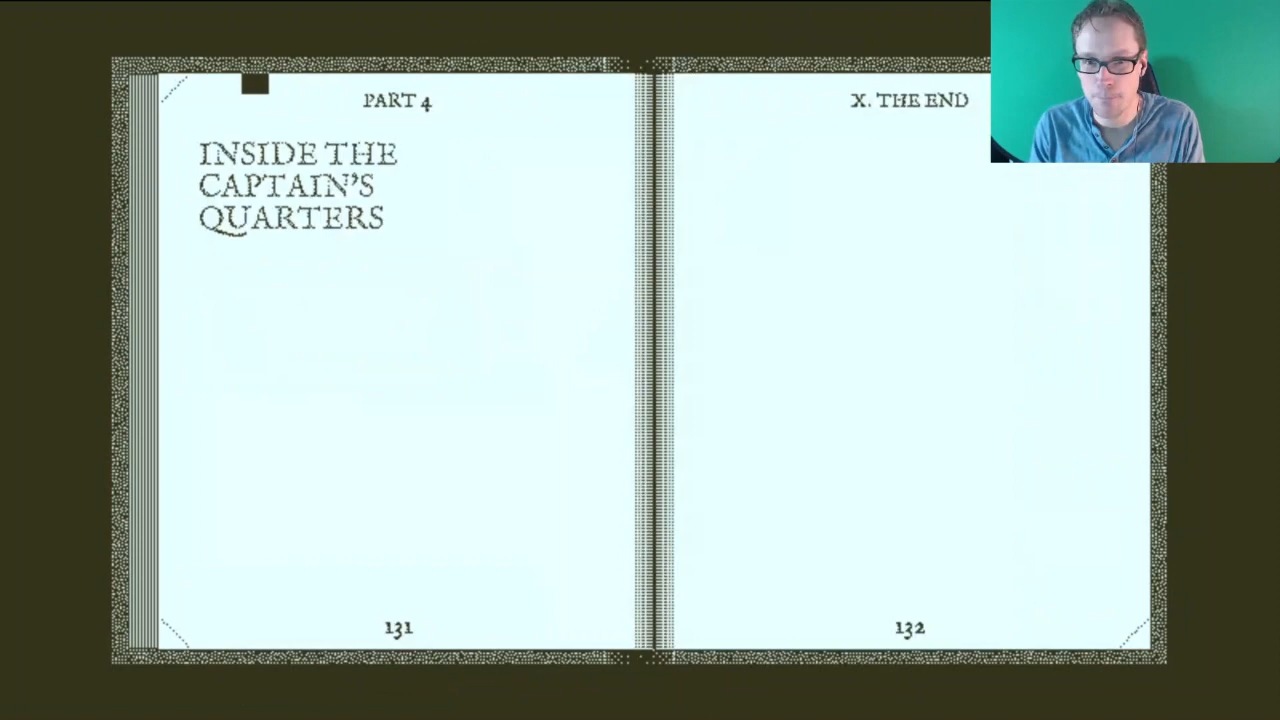 PART 4
INSIDE THE
CAPTAIN'S
QUARTERS
131
X. THE END
132